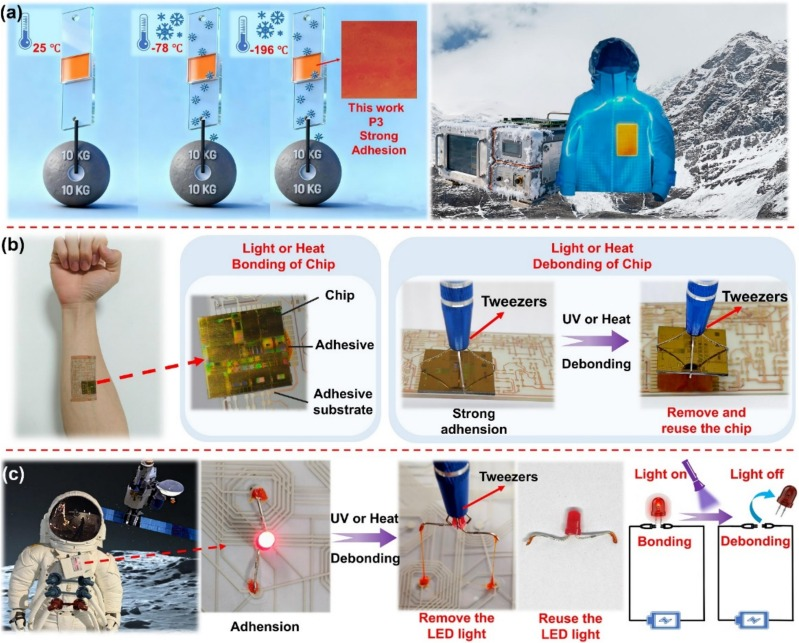 (a)
25 ℃
-78 ℃
-196 ℃
10 KG
10 KG
10 KG
10 KG
10 KG
10 KG
This work
P3
Strong
Adhesion
(b)
Light or Heat
Bonding of Chip
Chip
Adhesive
Adhesive
substrate
Light or Heat
Debonding of Chip
Tweezers
Strong
adhension
UV or Heat
Debonding
Tweezers
Remove and
reuse the chip
(c)
Adhension
UV or Heat
Debonding
Tweezers
Remove the
LED light
Reuse the
LED light
Light on
Light off
Bonding
Debonding